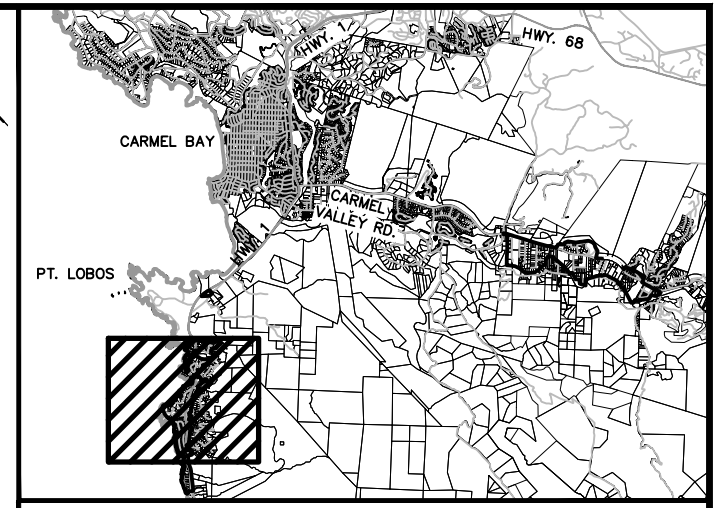 HWY. 1
HWY. 68
CARMEL BAY
CARMEL
VALLEY RD.
HWY. 1
PT. LOBOS